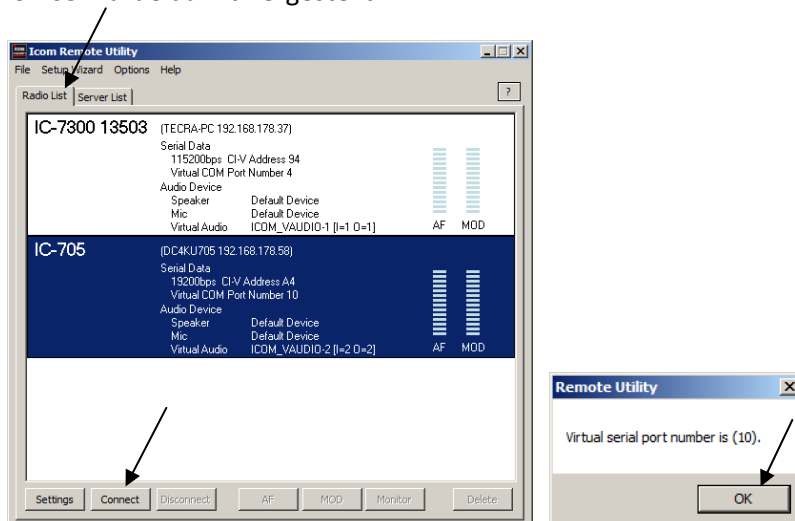 Icom Remote Utility
File Setup Wizard Options Help
Radio List Server List ?
IC-7300 13503 (TECRA-PC 192.168.178.37)
Serial Data
115200bps CI-V Address 94
Virtual COM Port Number 4
Audio Device
Speaker Default Device
Mic Default Device
Virtual Audio ICOM_VAUDIO-1 [I=1 O=1] AF MOD
IC-705 (DC4KU705 192.168.178.58)
Serial Data
19200bps CI-V Address A4
Virtual COM Port Number 10
Audio Device
Speaker Default Device
Mic Default Device
Virtual Audio ICOM_VAUDIO-2 [I=2 O=2] AF MOD
Settings Connect Disconnect AF MOD Monitor Delete
Remote Utility
Virtual serial port number is (10).
OK